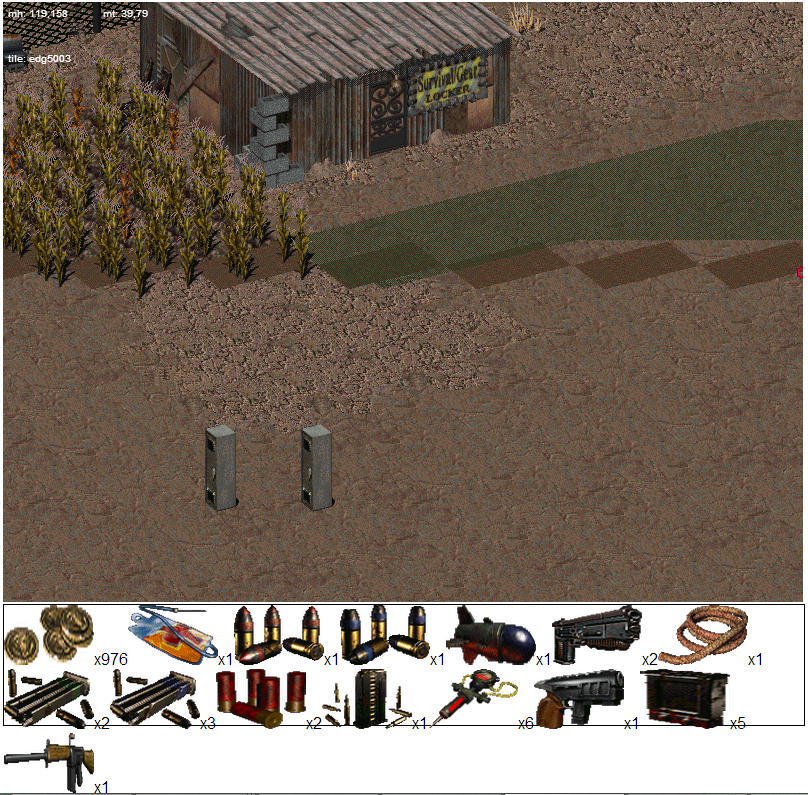 mh: 119,158 mt: 39,79
tile: edg5003
Survival Gear
LOCKER
x976 x1 x1 x1 x1 x2 x1
x2 x3 x2 x1 x6 x1 x5
x1